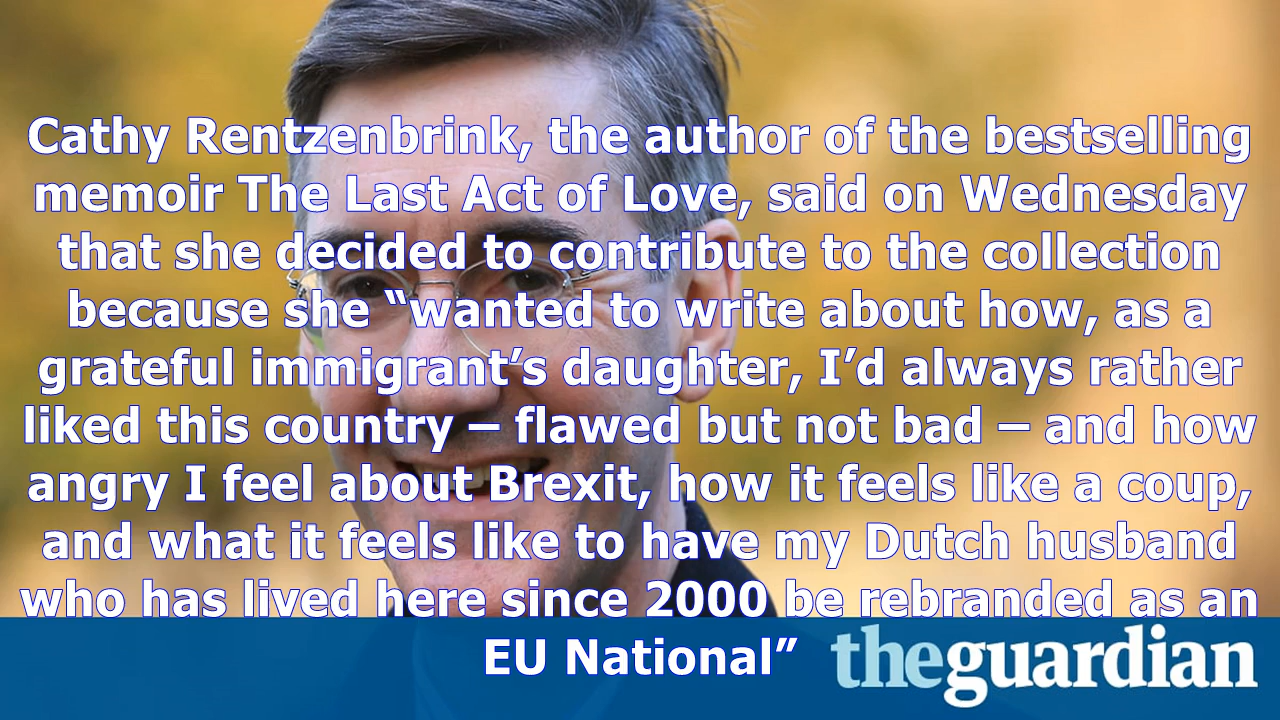 Cathy Rentzenbrink, the author of the bestselling
memoir The Last Act of Love, said on Wednesday
that she decided to contribute to the collection
because she “wanted to write about how, as a
grateful immigrant’s daughter, I’d always rather
liked this country – flawed but not bad – and how
angry I feel about Brexit, how it feels like a coup,
and what it feels like to have my Dutch husband
who has lived here since 2000 be rebranded as an
EU National”
theguardian